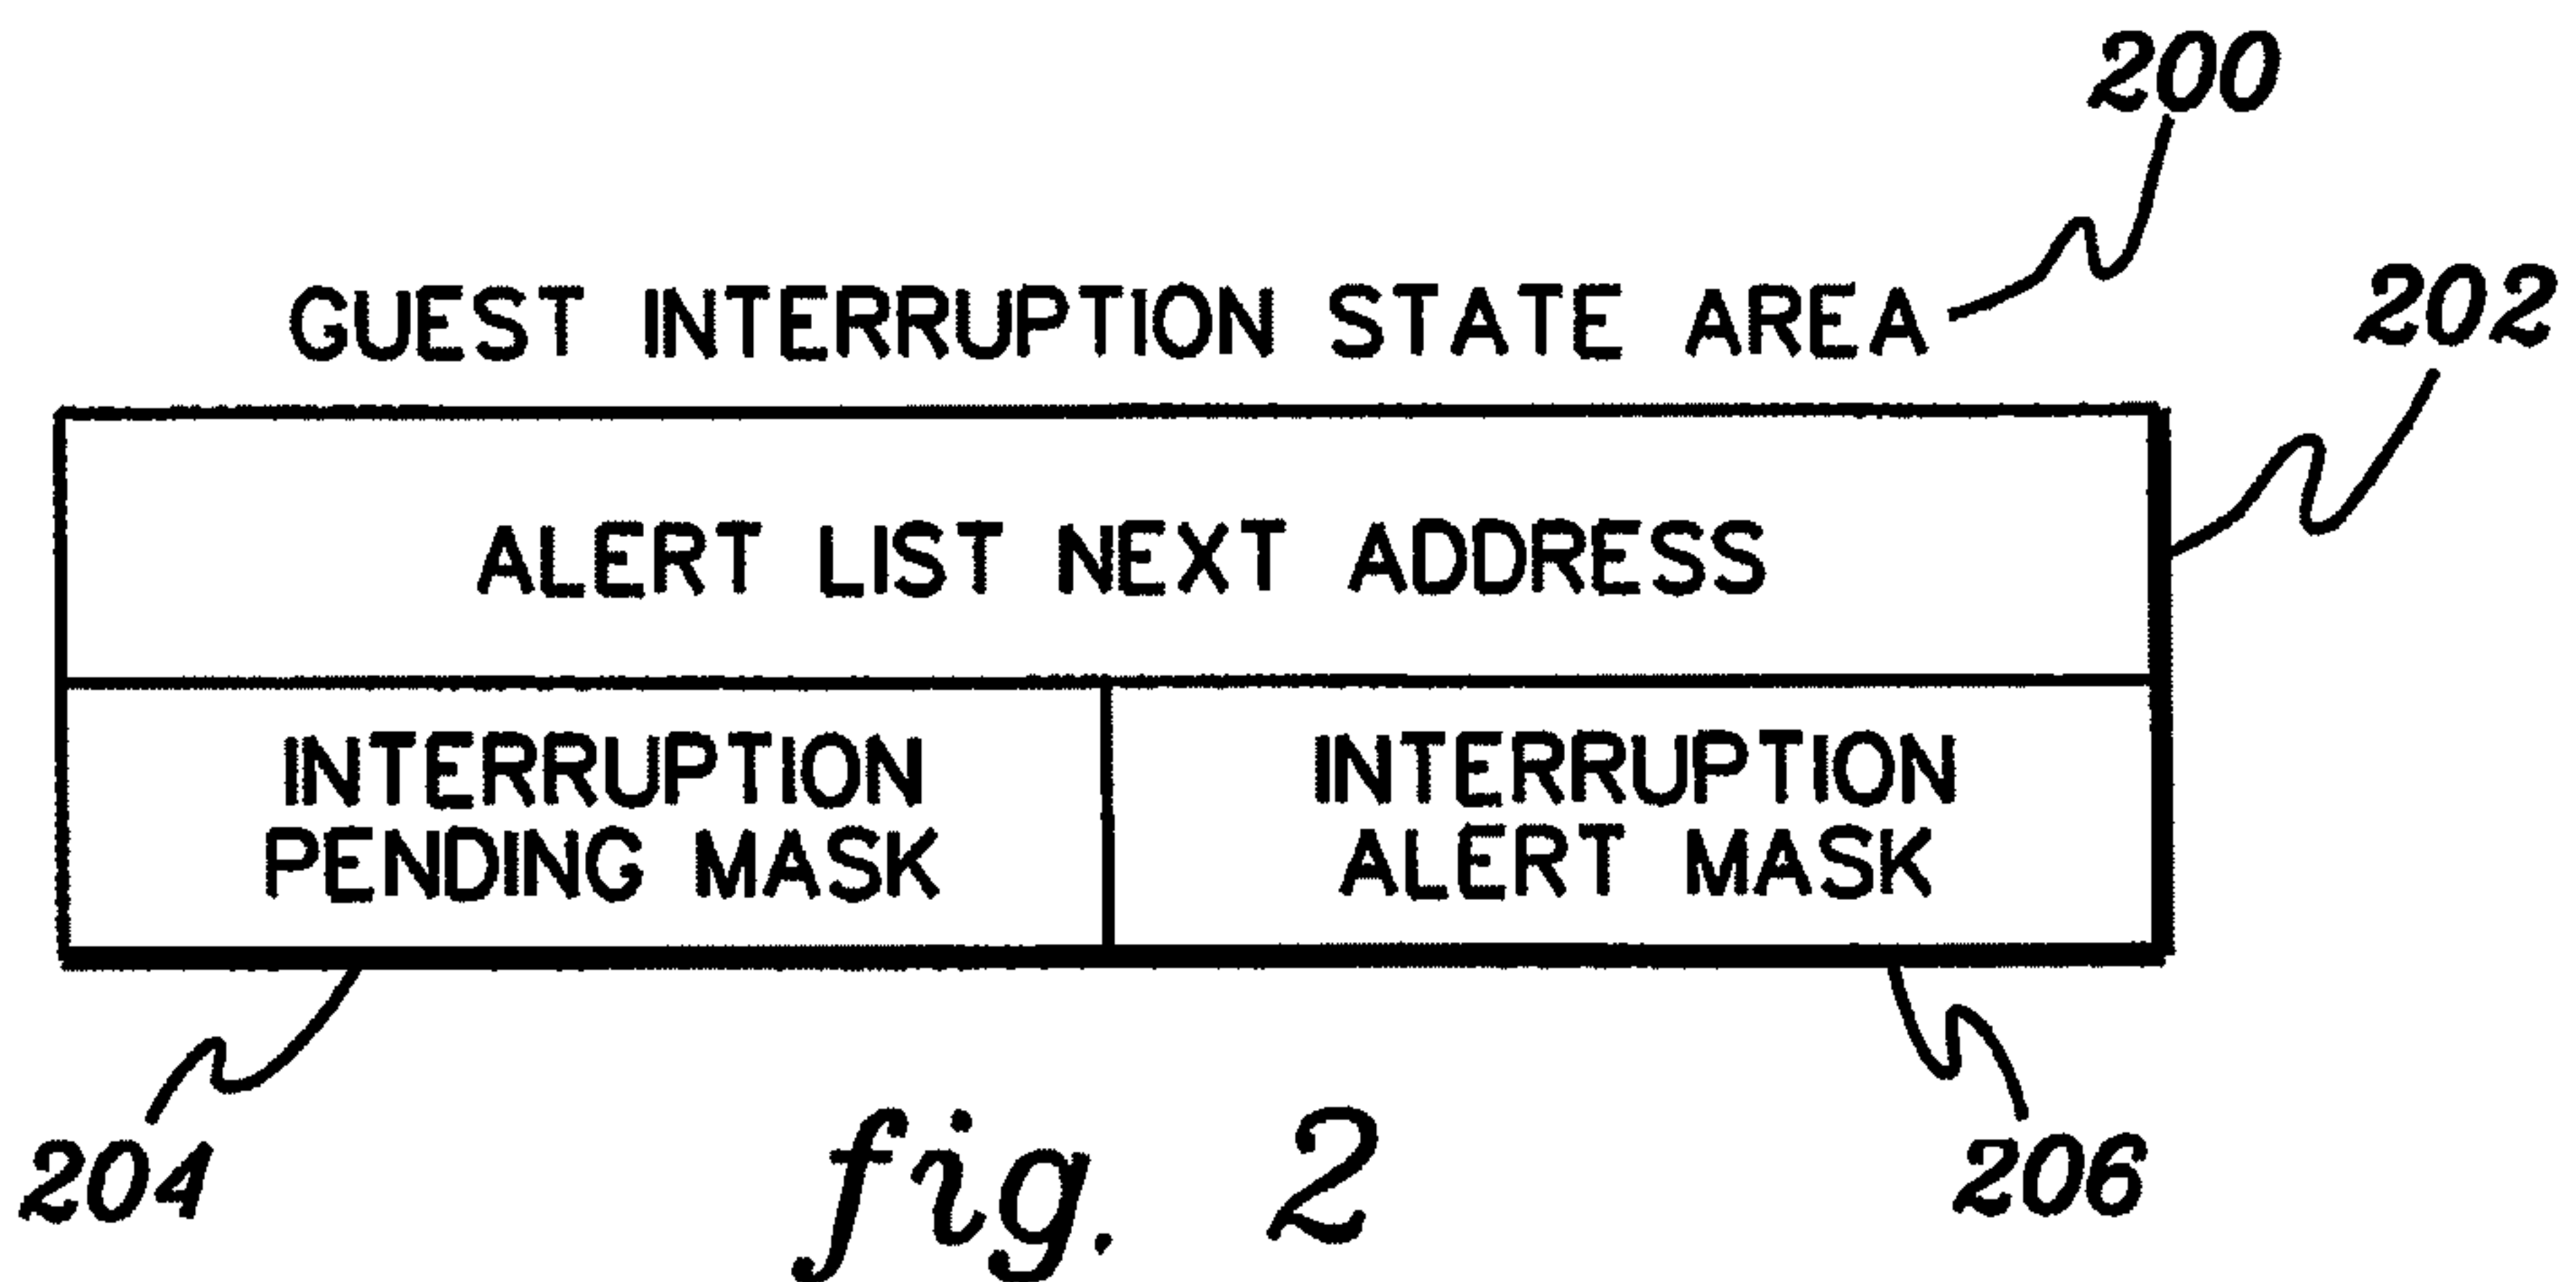 200
GUEST INTERRUPTION STATE AREA
202
ALERT LIST NEXT ADDRESS
INTERRUPTION
PENDING MASK
INTERRUPTION
ALERT MASK
204
206
fig. 2